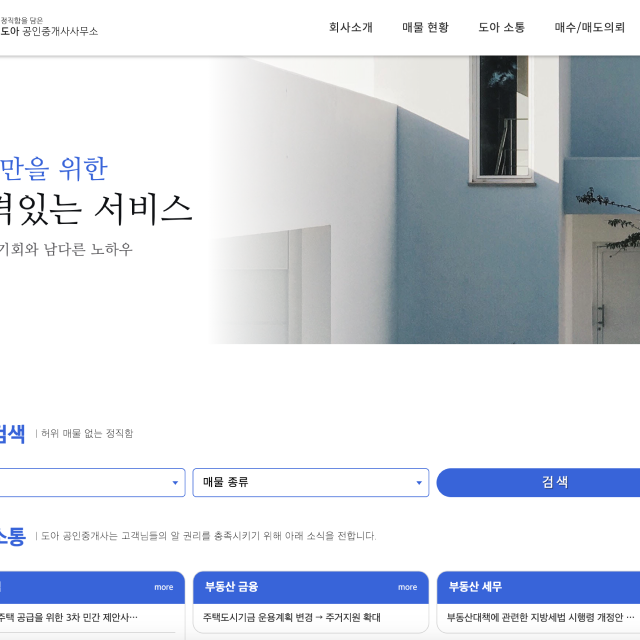 정직함을 담은
도아 공인중개사사무소
회사소개 매물 현황 도아 소통 매수/매도의뢰
만을 위한
있는 서비스
기회와 남다른 노하우
검색 | 허위 매물 없는 정직함
매물 종류 검색
소통 | 도아 공인중개사는 고객님들의 알 권리를 충족시키기 위해 아래 소식을 전합니다.
more 부동산 금융 more 부동산 세무
주택 공급을 위한 3차 민간 제안사… 주택도시기금 운용계획 변경 → 주거지원 확대 부동산대책에 관련한 지방세법 시행령 개정안 …